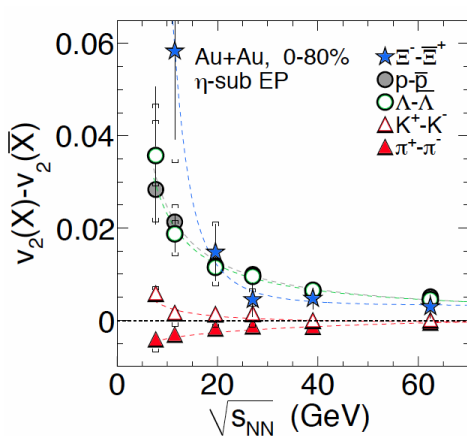 0.06
0.04
0.02
0
v₂(X)-v₂(X̅)
Au+Au, 0-80%
η-sub EP
Ξ⁻-Ξ̅⁺
p-p̅
Λ-Λ̅
K⁺-K⁻
π⁺-π⁻
0 20 40 60
√sNN (GeV)